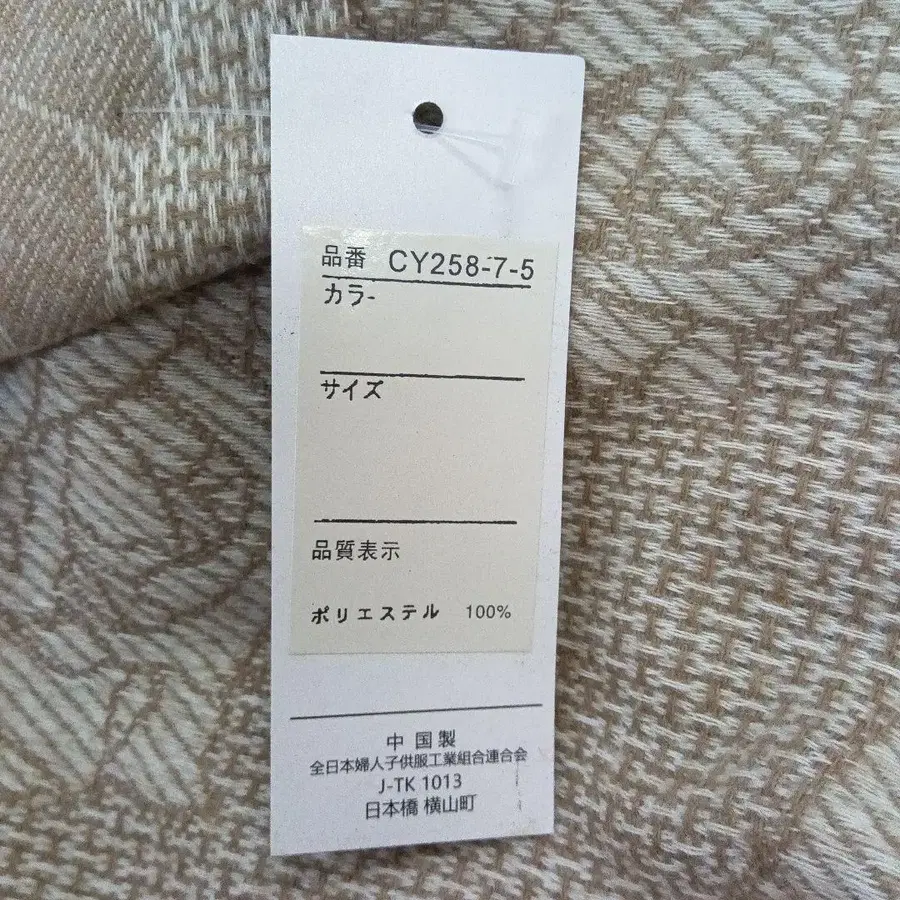 品番 CY258-7-5
カラ-
サイズ
品質表示
ポリエステル 100%
中国製
全日本婦人子供服工業組合連合会
J-TK 1013
日本橋 横山町